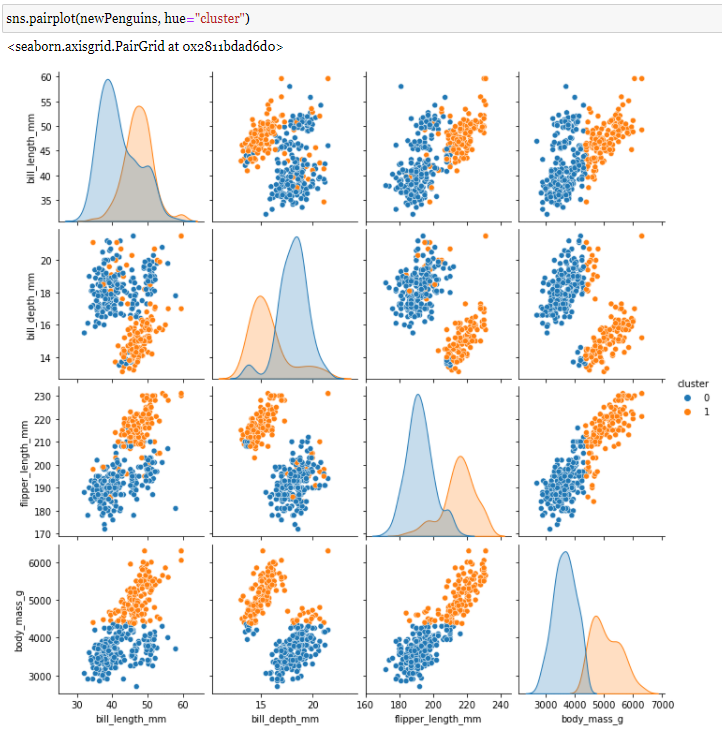 sns.pairplot(newPenguins, hue="cluster")
<seaborn.axisgrid.PairGrid at 0x2811bdad6d0>
60
55
50
45
40
35
bill_length_mm
20
18
16
14
bill_depth_mm
cluster
0
1
230
220
210
200
190
180
170
flipper_length_mm
6000
5000
4000
3000
body_mass_g
30 40 50 60
15 20
160 180 200 220 240
3000 4000 5000 6000 7000
bill_length_mm bill_depth_mm flipper_length_mm body_mass_g